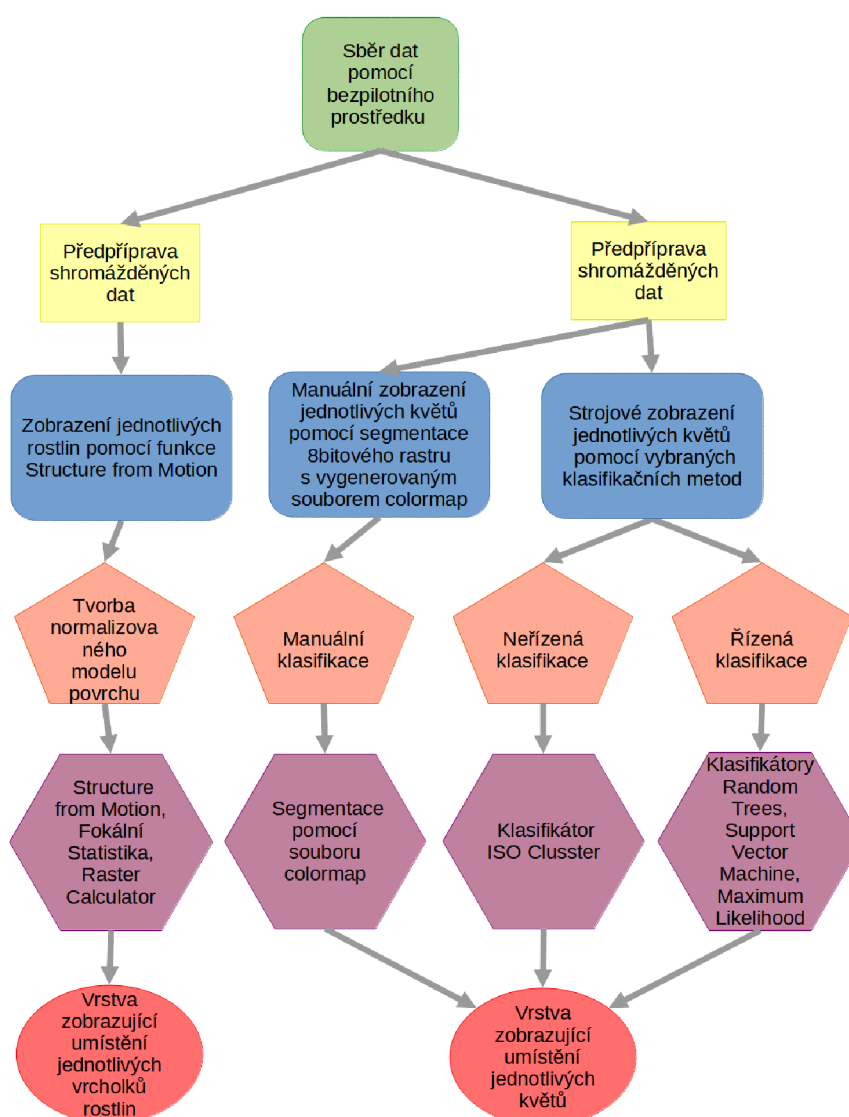 Sběr dat
pomocí
bezpilotního
prostředku
Předpříprava
shromážděných
dat
Předpříprava
shromážděných
dat
Zobrazení jednotlivých
rostlin pomocí funkce
Structure from Motion
Manuální zobrazení
jednotlivých květů
pomocí segmentace
8bitového rastru
s vygenerovaným
souborem colormap
Strojové zobrazení
jednotlivých květů
pomocí vybraných
klasifikačních metod
Tvorba
normalizova
ného
modelu
povrchu
Manuální
klasifikace
Neřízená
klasifikace
Řízená
klasifikace
Structure
from Motion,
Fokální
Statistika,
Raster
Calculator
Segmentace
pomocí
souboru
colormap
Klasifikátor
ISO Clusster
Klasifikátory
Random
Trees,
Support
Vector
Machine,
Maximum
Likelihood
Vrstva
zobrazující
umístění
jednotlivých
vrcholků
rostlin
Vrstva
zobrazující
umístění
jednotlivých
květů